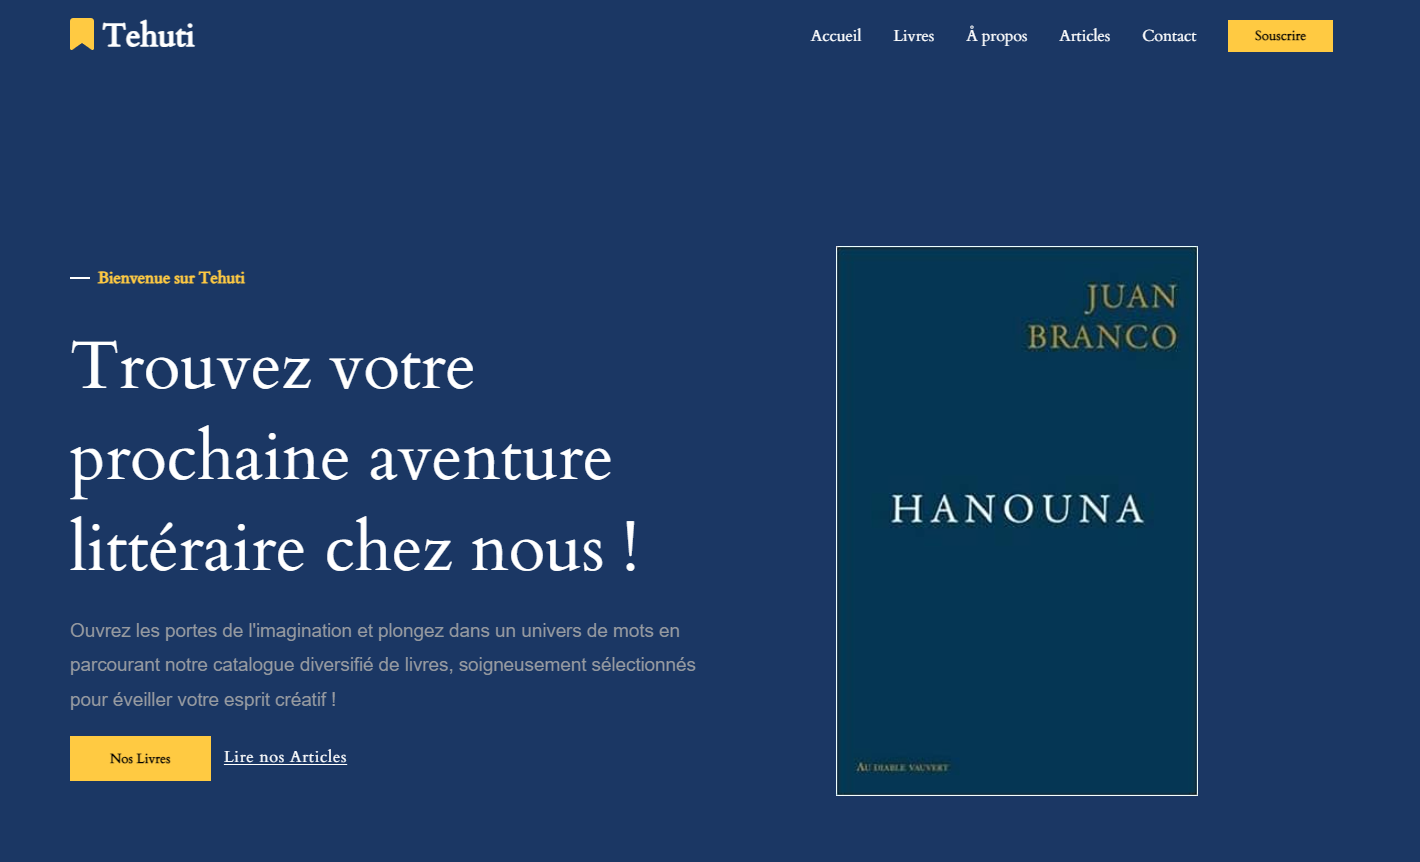 Tehuti
Accueil Livres Å propos Articles Contact Souscrire
Bienvenue sur Tehuti
Trouvez votre
prochaine aventure
littéraire chez nous !
Ouvrez les portes de l'imagination et plongez dans un univers de mots en
parcourant notre catalogue diversifié de livres, soigneusement sélectionnés
pour éveiller votre esprit créatif !
Nos Livres Lire nos Articles
JUAN
BRANCO
HANOUNA
AU DIABLE VAUVERT